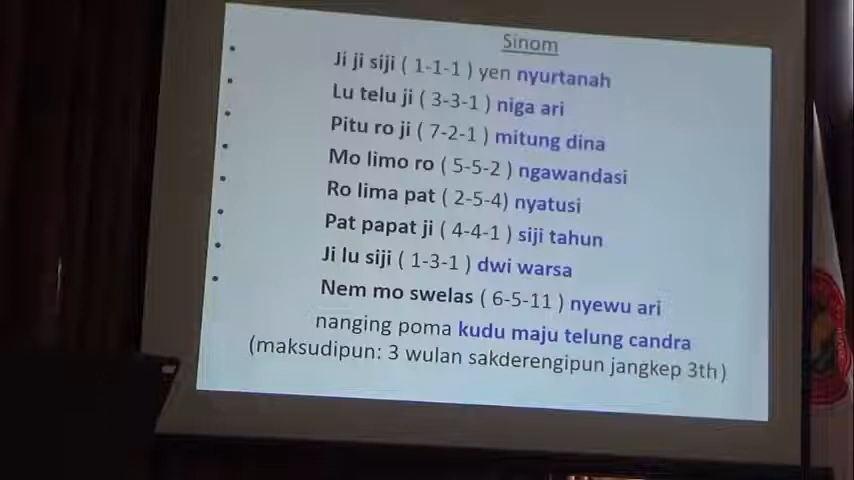 Sinom
Ji ji siji ( 1-1-1 ) yen nyurtanah
Lu telu ji ( 3-3-1 ) niga ari
Pitu ro ji ( 7-2-1 ) mitung dina
Mo limo ro ( 5-5-2 ) ngawandasi
Ro lima pat ( 2-5-4) nyatusi
Pat papat ji ( 4-4-1 ) siji tahun
Ji lu siji ( 1-3-1 ) dwi warsa
Nem mo swelas ( 6-5-11 ) nyewu ari
nanging poma kudu maju telung candra
(maksudipun: 3 wulan sakderengipun jangkep 3th)